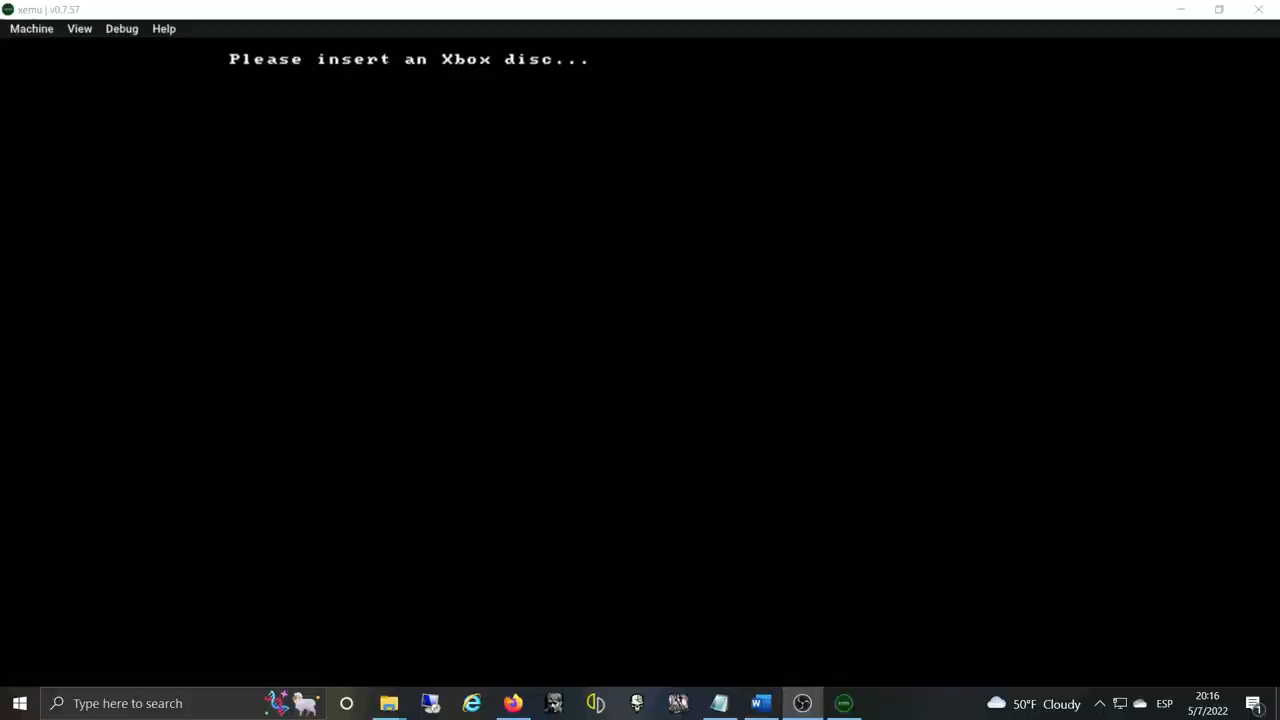 xemu | v0.7.57
Machine View Debug Help
Please insert an Xbox disc...
Type here to search
50°F Cloudy
ESP
20:16
5/7/2022
1